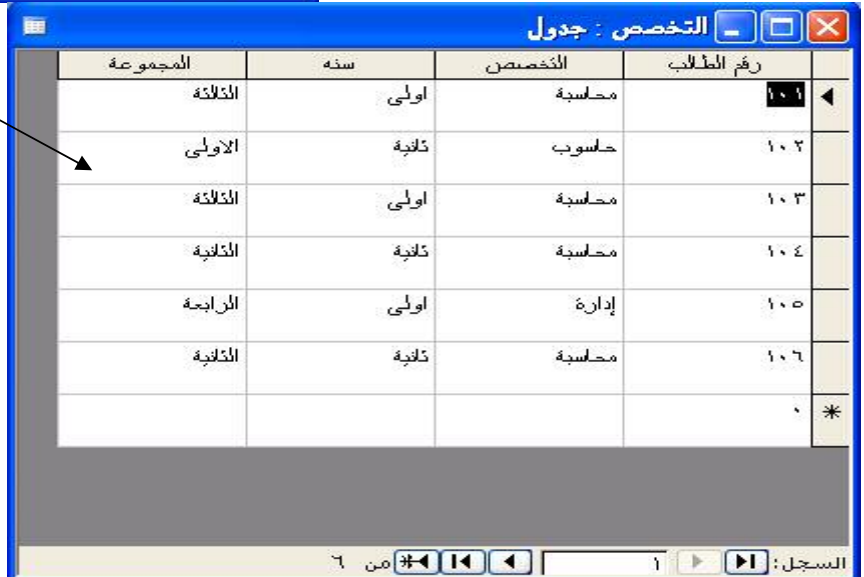 التخصص : جدول
رقم الطالب التخصص سنه المجموعة
١٠١ محاسبة اولى الثالثة
١٠٢ حاسوب ثانية الاولى
١٠٣ محاسبة اولى الثالثة
١٠٤ محاسبة ثانية الثانية
١٠٥ إدارة اولى الرابعة
١٠٦ محاسبة ثانية الثانية
٠
السجل: ١ من ٦